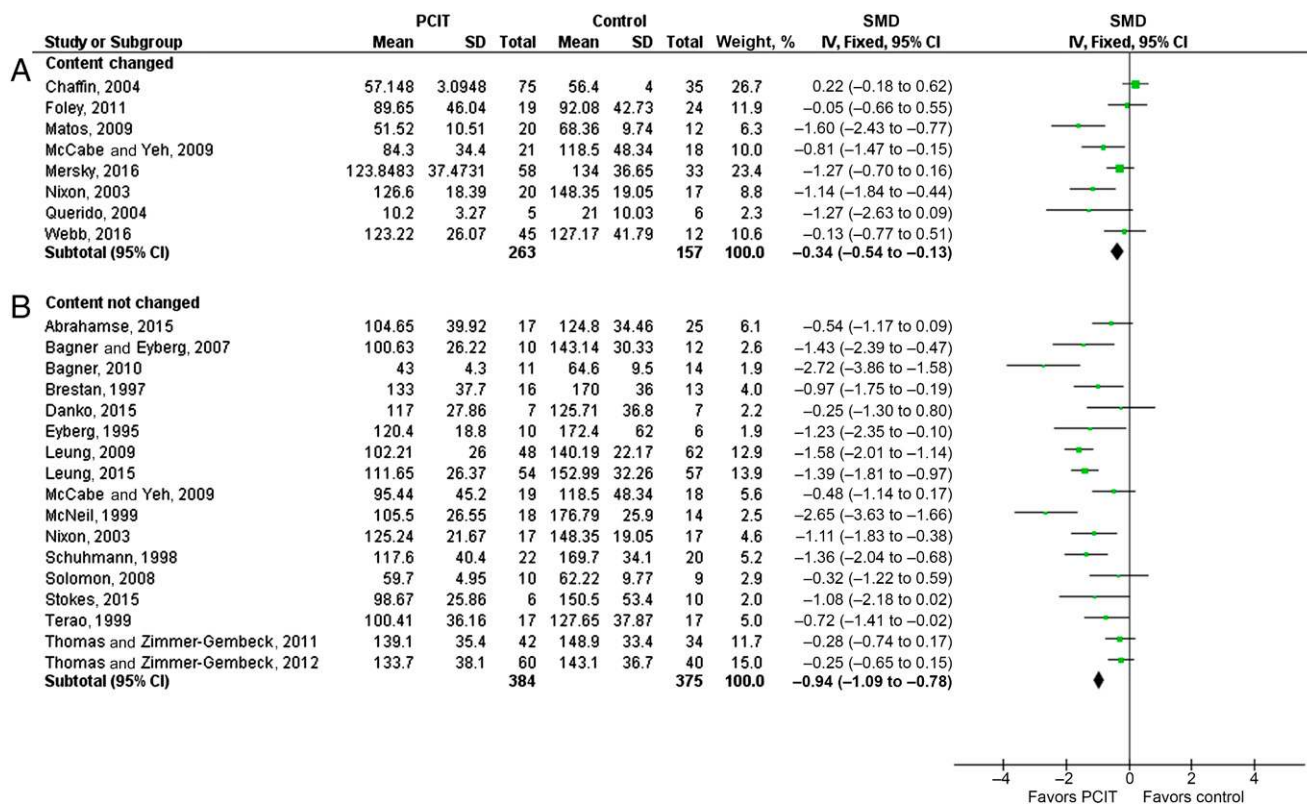 PCIT Control SMD SMD
Study or Subgroup Mean SD Total Mean SD Total Weight, % IV, Fixed, 95% CI IV, Fixed, 95% CI
A Content changed
Chaffin, 2004 57.148 3.0948 75 56.4 4 35 26.7 0.22 (−0.18 to 0.62)
Foley, 2011 89.65 46.04 19 92.08 42.73 24 11.9 −0.05 (−0.66 to 0.55)
Matos, 2009 51.52 10.51 20 68.36 9.74 12 6.3 −1.60 (−2.43 to −0.77)
McCabe and Yeh, 2009 84.3 34.4 21 118.5 48.34 18 10.0 −0.81 (−1.47 to −0.15)
Mersky, 2016 123.8483 37.4731 58 134 36.65 33 23.4 −1.27 (−0.70 to 0.16)
Nixon, 2003 126.6 18.39 20 148.35 19.05 17 8.8 −1.14 (−1.84 to −0.44)
Querido, 2004 10.2 3.27 5 21 10.03 6 2.3 −1.27 (−2.63 to 0.09)
Webb, 2016 123.22 26.07 45 127.17 41.79 12 10.6 −0.13 (−0.77 to 0.51)
Subtotal (95% CI) 263 157 100.0 −0.34 (−0.54 to −0.13)
B Content not changed
Abrahamse, 2015 104.65 39.92 17 124.8 34.46 25 6.1 −0.54 (−1.17 to 0.09)
Bagner and Eyberg, 2007 100.63 26.22 10 143.14 30.33 12 2.6 −1.43 (−2.39 to −0.47)
Bagner, 2010 43 4.3 11 64.6 9.5 14 1.9 −2.72 (−3.86 to −1.58)
Brestan, 1997 133 37.7 16 170 36 13 4.0 −0.97 (−1.75 to −0.19)
Danko, 2015 117 27.86 7 125.71 36.8 7 2.2 −0.25 (−1.30 to 0.80)
Eyberg, 1995 120.4 18.8 10 172.4 62 6 1.9 −1.23 (−2.35 to −0.10)
Leung, 2009 102.21 26 48 140.19 22.17 62 12.9 −1.58 (−2.01 to −1.14)
Leung, 2015 111.65 26.37 54 152.99 32.26 57 13.9 −1.39 (−1.81 to −0.97)
McCabe and Yeh, 2009 95.44 45.2 19 118.5 48.34 18 5.6 −0.48 (−1.14 to 0.17)
McNeil, 1999 105.5 26.55 18 176.79 25.9 14 2.5 −2.65 (−3.63 to −1.66)
Nixon, 2003 125.24 21.67 17 148.35 19.05 17 4.6 −1.11 (−1.83 to −0.38)
Schuhmann, 1998 117.6 40.4 22 169.7 34.1 20 5.2 −1.36 (−2.04 to −0.68)
Solomon, 2008 59.7 4.95 10 62.22 9.77 9 2.9 −0.32 (−1.22 to 0.59)
Stokes, 2015 98.67 25.86 6 150.5 53.4 10 2.0 −1.08 (−2.18 to 0.02)
Terao, 1999 100.41 36.16 17 127.65 37.87 17 5.0 −0.72 (−1.41 to −0.02)
Thomas and Zimmer-Gembeck, 2011 139.1 35.4 42 148.9 33.4 34 11.7 −0.28 (−0.74 to 0.17)
Thomas and Zimmer-Gembeck, 2012 133.7 38.1 60 143.1 36.7 40 15.0 −0.25 (−0.65 to 0.15)
Subtotal (95% CI) 384 375 100.0 −0.94 (−1.09 to −0.78)
−4 −2 0 2 4
Favors PCIT Favors control